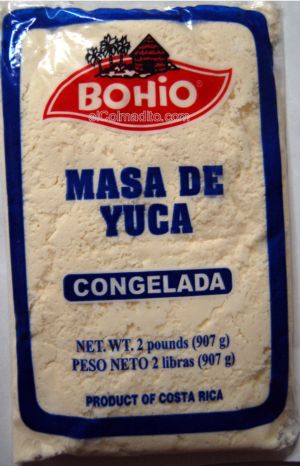 BOHiO
elColmadito.com
MASA DE
YUCA
CONGELADA
NET. WT. 2 pounds (907 g)
PESO NETO 2 libras (907 g)
PRODUCT OF COSTA RICA